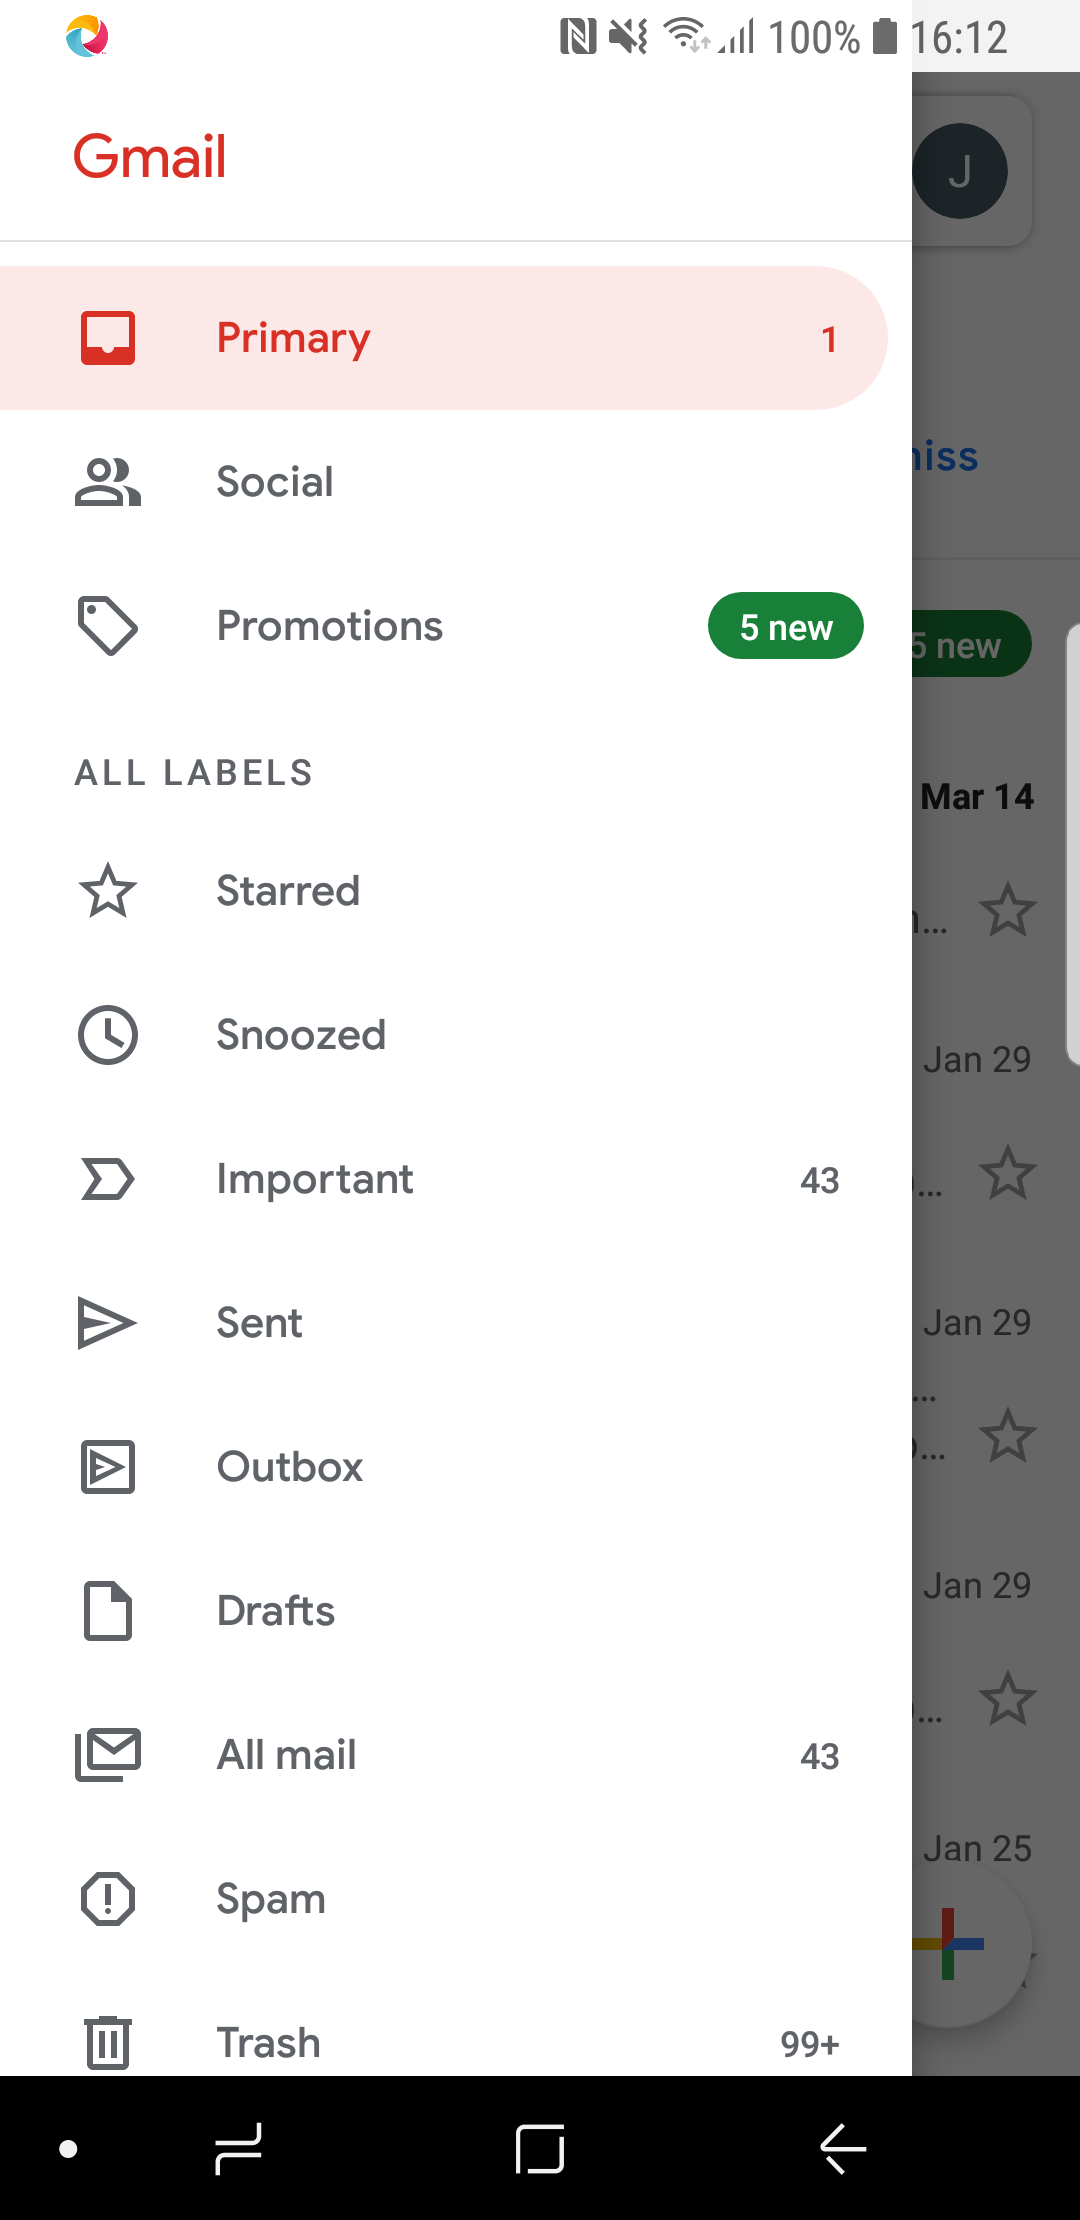 100% 16:12
Gmail
J
Primary 1
Social
Promotions 5 new
5 new
ALL LABELS
Mar 14
Starred
Snoozed
Jan 29
Important 43
Sent
Jan 29
Outbox
Drafts
Jan 29
All mail 43
Jan 25
Spam
Trash 99+